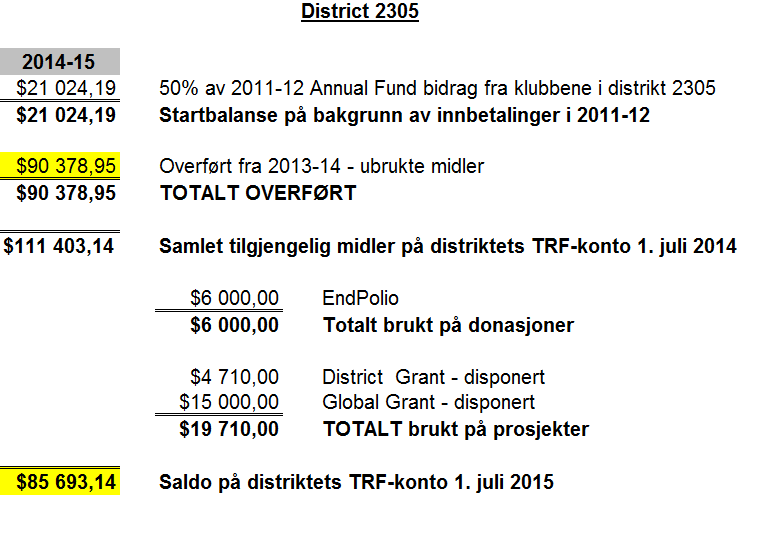 District 2305
2014-15
$21 024,19 50% av 2011-12 Annual Fund bidrag fra klubbene i distrikt 2305
$21 024,19 Startbalanse på bakgrunn av innbetalinger i 2011-12
$90 378,95 Overført fra 2013-14 - ubrukte midler
$90 378,95 TOTALT OVERFØRT
$111 403,14 Samlet tilgjengelig midler på distriktets TRF-konto 1. juli 2014
$6 000,00 EndPolio
$6 000,00 Totalt brukt på donasjoner
$4 710,00 District Grant - disponert
$15 000,00 Global Grant - disponert
$19 710,00 TOTALT brukt på prosjekter
$85 693,14 Saldo på distriktets TRF-konto 1. juli 2015